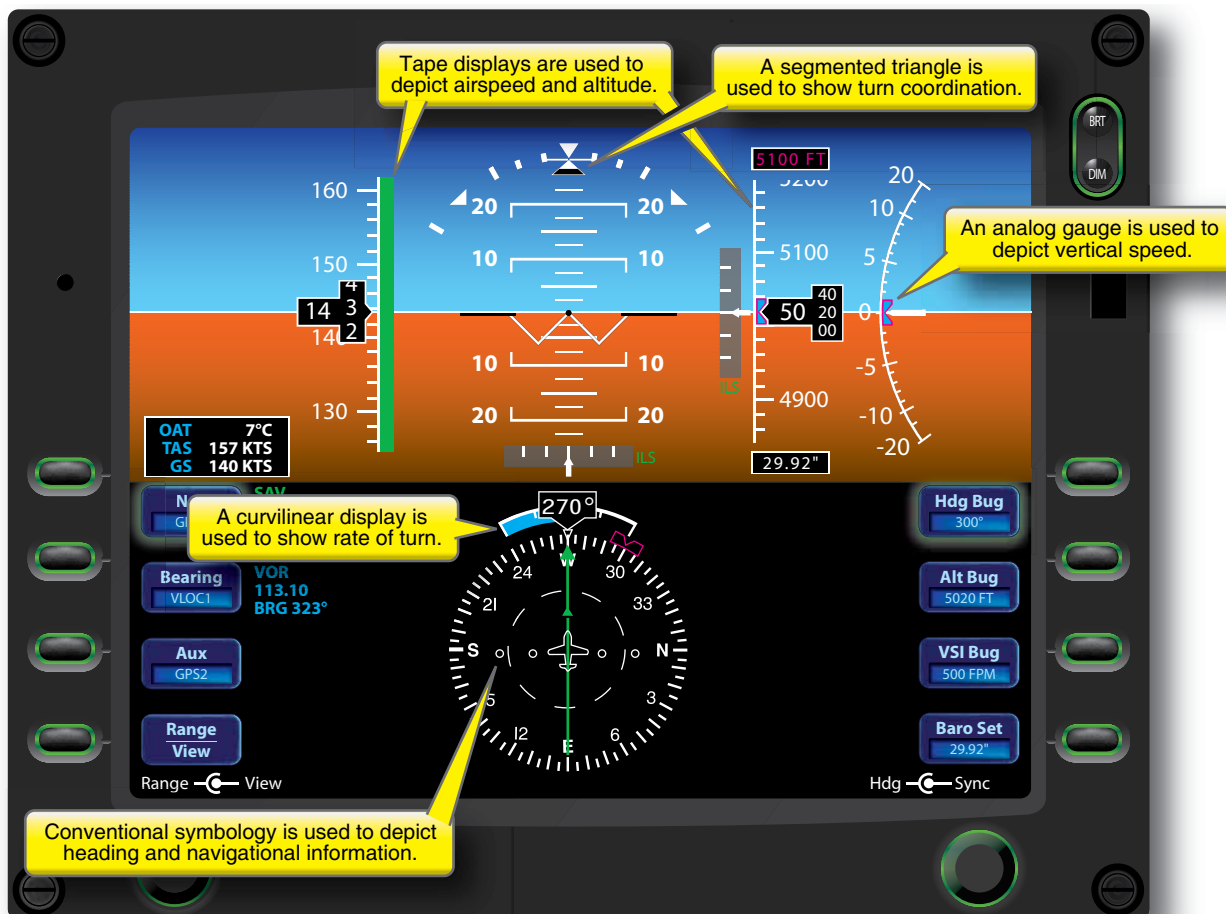 Tape displays are used to
depict airspeed and altitude.
A segmented triangle is
used to show turn coordination.
BRT
DIM
An analog gauge is used to
depict vertical speed.
5100 FT
5200
5100
4900
50
40
20
00
20
10
5
0
-5
-10
-20
160
150
140
130
14
4
3
2
20
20
10
10
10
10
20
20
ILS
ILS
29.92"
OAT 7°C
TAS 157 KTS
GS 140 KTS
SAV
A curvilinear display is
used to show rate of turn.
270°
Bearing
VLOC1
VOR
113.10
BRG 323°
Aux
GPS2
Range
View
Range
View
W
30
33
N
3
6
E
12
S
21
24
Hdg Bug
300°
Alt Bug
5020 FT
VSI Bug
500 FPM
Baro Set
29.92"
Hdg
Sync
Conventional symbology is used to depict
heading and navigational information.